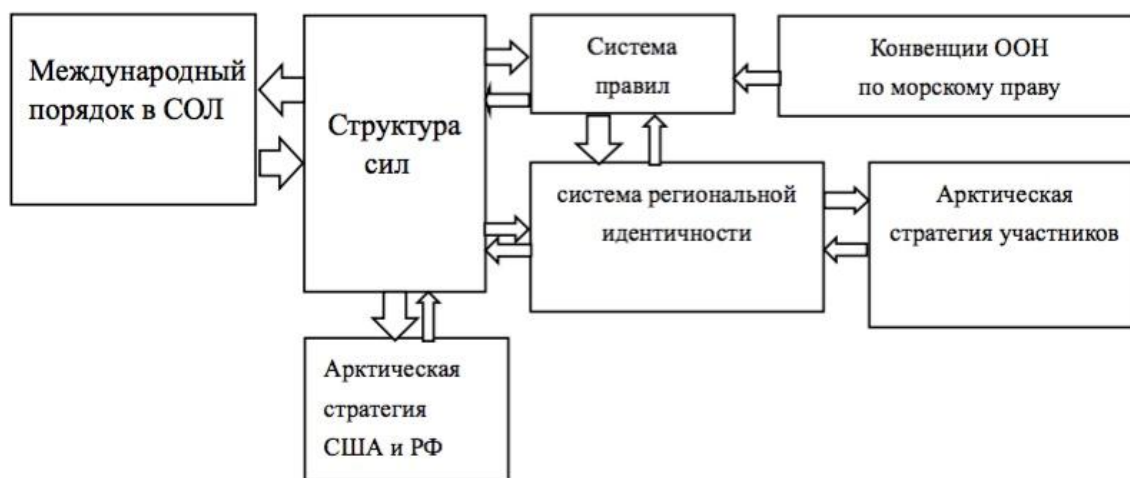 Международный
порядок в СОЛ
Структура
сил
Система
правил
Конвенции ООН
по морскому праву
система региональной
идентичности
Арктическая
стратегия участников
Арктическая
стратегия
США и РФ